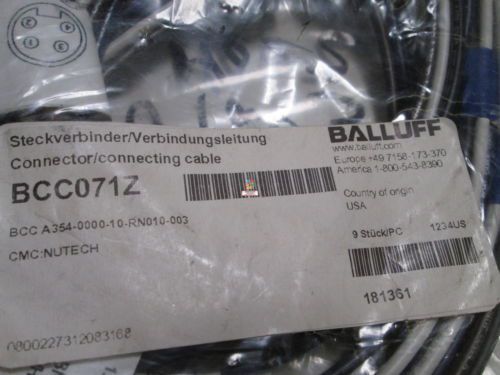 Steckverbinder/Verbindungsleitung
Connector/connecting cable
BCC071Z
BCC A354-0000-10-RN010-003
CMC:NUTECH
0800227312083168
BALLUFF
www.balluff.com
Europe +49 7158-173-370
America 1-800-543-8390
Country of origin
USA
9 Stück/PC 1234US
181361